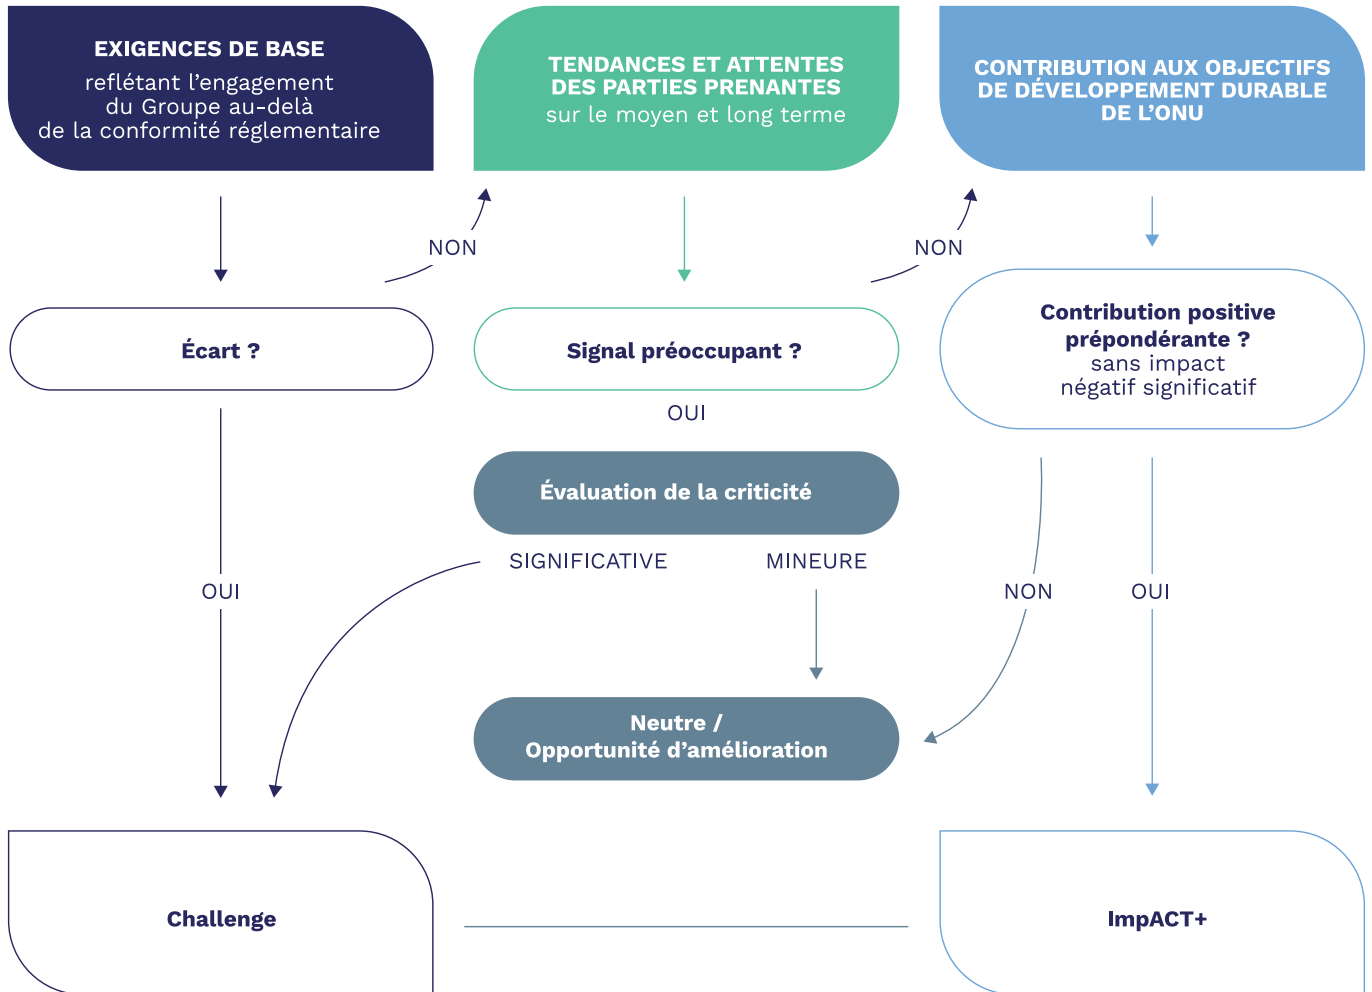 EXIGENCES DE BASE
reflétant l'engagement
du Groupe au-delà
de la conformité réglementaire
TENDANCES ET ATTENTES
DES PARTIES PRENANTES
sur le moyen et long terme
CONTRIBUTION AUX OBJECTIFS
DE DÉVELOPPEMENT DURABLE
DE L'ONU
NON
NON
Écart ?
Signal préoccupant ?
Contribution positive
prépondérante ?
sans impact
négatif significatif
OUI
Évaluation de la criticité
SIGNIFICATIVE
MINEURE
OUI
NON
OUI
Neutre /
Opportunité d'amélioration
Challenge
ImpACT+